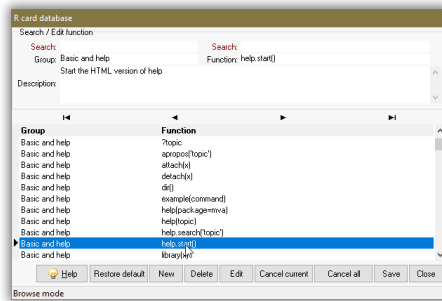 R card database
Search / Edit function
Search: Search:
Group: Basic and help Function: help.start()
Description: Start the HTML version of help
Group Function
Basic and help ?topic
Basic and help apropos('topic')
Basic and help attach(x)
Basic and help detach(x)
Basic and help dir()
Basic and help example(command)
Basic and help help(package=mva)
Basic and help help(topic)
Basic and help help.search('topic')
Basic and help help.start()
Basic and help library(x)
Help Restore default New Delete Edit Cancel current Cancel all Save Close
Browse mode